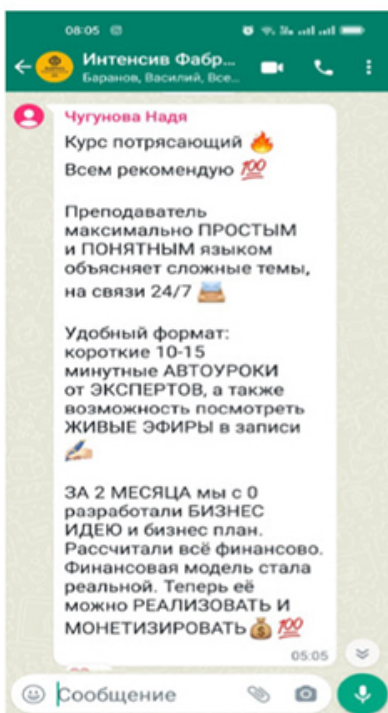 08:05
Интенсив Фабр...
Баранов, Василий, Все...
Чугунова Надя
Курс потрясающий 🔥
Всем рекомендую 💯
Преподаватель
максимально ПРОСТЫМ
и ПОНЯТНЫМ языком
объясняет сложные темы,
на связи 24/7
Удобный формат:
короткие 10-15
минутные АВТОУРОКИ
от ЭКСПЕРТОВ, а также
возможность посмотреть
ЖИВЫЕ ЭФИРЫ в записи
✍🏻
ЗА 2 МЕСЯЦА мы с 0
разработали БИЗНЕС
ИДЕЮ и бизнес план.
Рассчитали всё финансово.
Финансовая модель стала
реальной. Теперь её
можно РЕАЛИЗОВАТЬ И
МОНЕТИЗИРОВАТЬ 💰 💯
05:05
Сообщение